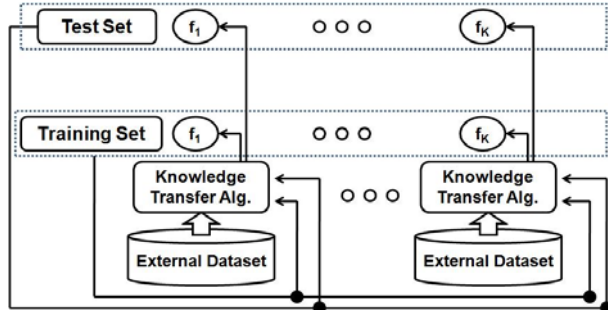 Test Set f1 fK
Training Set f1 fK
Knowledge Transfer Alg.
Knowledge Transfer Alg.
External Dataset
External Dataset